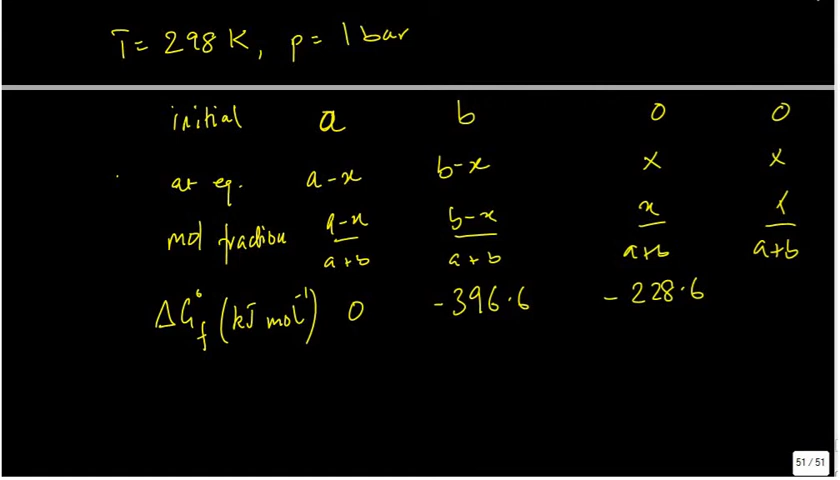 T = 298 K, p = 1 bar
initial a b 0 0
at eq. a-x b-x x x
mol fraction a-x/a+b b-x/a+b x/a+b x/a+b
ΔG°f (kJ mol⁻¹) 0 -396.6 -228.6
51 / 51